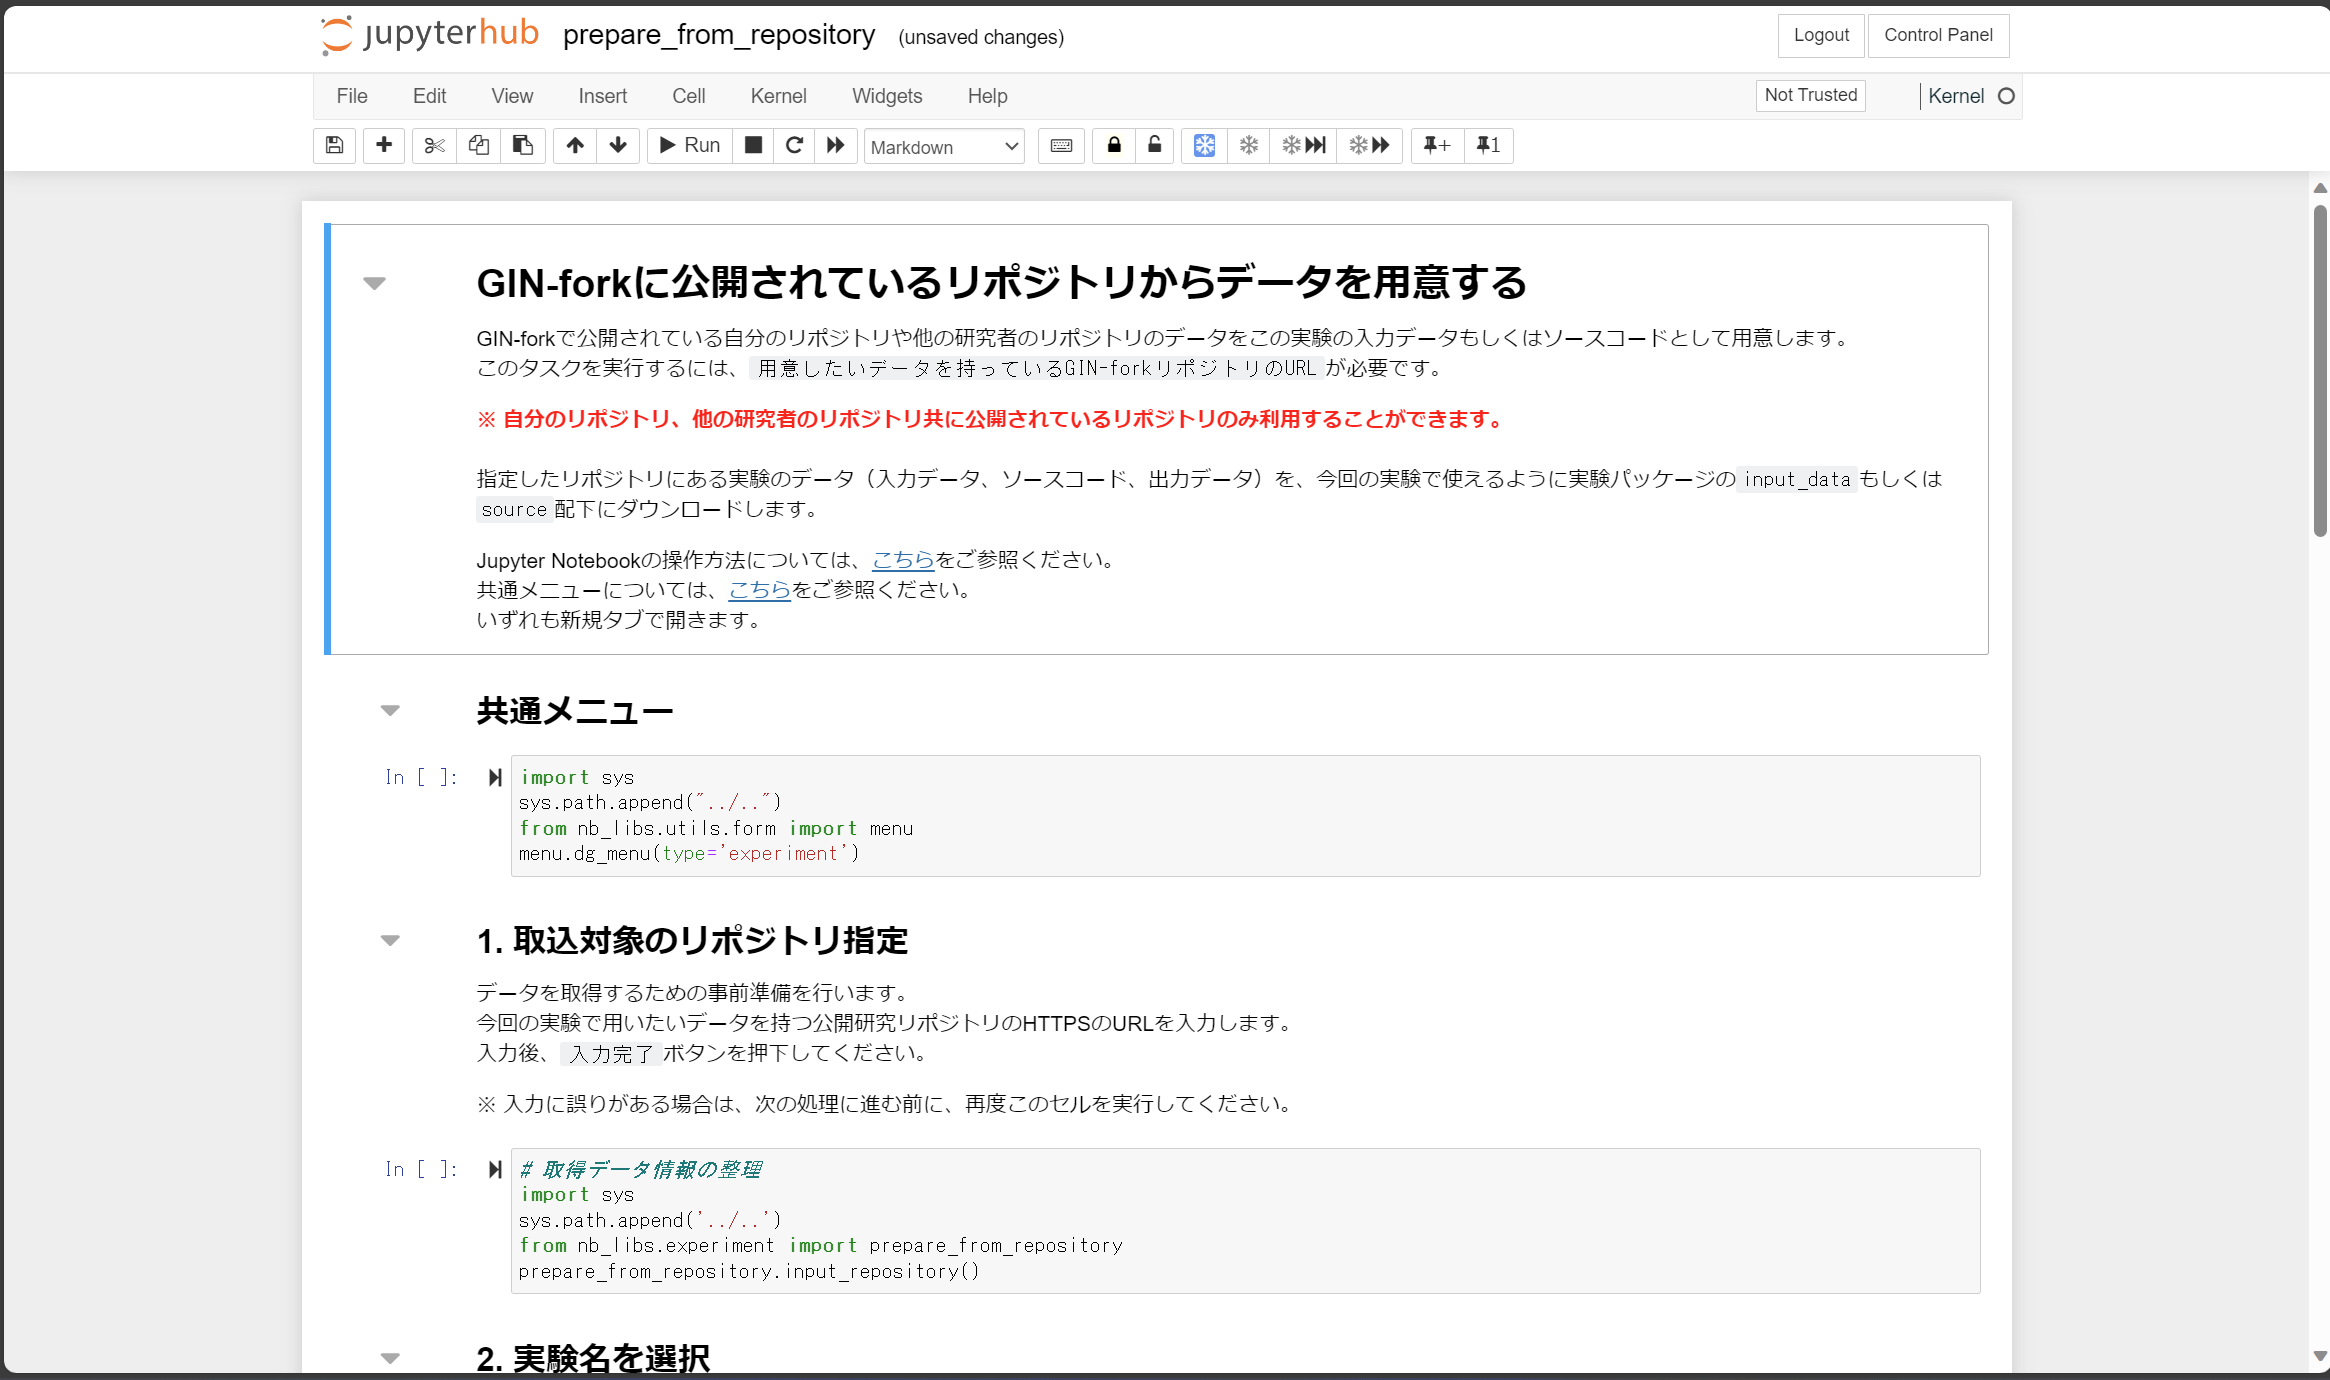 jupyterhub prepare_from_repository (unsaved changes) Logout Control Panel
File Edit View Insert Cell Kernel Widgets Help Not Trusted Kernel
Run Markdown + 1
GIN-forkに公開されているリポジトリからデータを用意する
GIN-forkで公開されている自分のリポジトリや他の研究者のリポジトリのデータをこの実験の入力データもしくはソースコードとして用意します。
このタスクを実行するには、 用意したいデータを持っているGIN-forkリポジトリのURL が必要です。
※ 自分のリポジトリ、他の研究者のリポジトリ共に公開されているリポジトリのみ利用することができます。
指定したリポジトリにある実験のデータ（入力データ、ソースコード、出力データ）を、今回の実験で使えるように実験パッケージの input_data もしくは
source 配下にダウンロードします。
Jupyter Notebookの操作方法については、こちらをご参照ください。
共通メニューについては、こちらをご参照ください。
いずれも新規タブで開きます。
共通メニュー
In [ ]: import sys
sys.path.append("../..")
from nb_libs.utils.form import menu
menu.dg_menu(type='experiment')
1. 取込対象のリポジトリ指定
データを取得するための事前準備を行います。
今回の実験で用いたいデータを持つ公開研究リポジトリのHTTPSのURLを入力します。
入力後、 入力完了 ボタンを押下してください。
※ 入力に誤りがある場合は、次の処理に進む前に、再度このセルを実行してください。
In [ ]: # 取得データ情報の整理
import sys
sys.path.append('../..')
from nb_libs.experiment import prepare_from_repository
prepare_from_repository.input_repository()
2. 実験名を選択